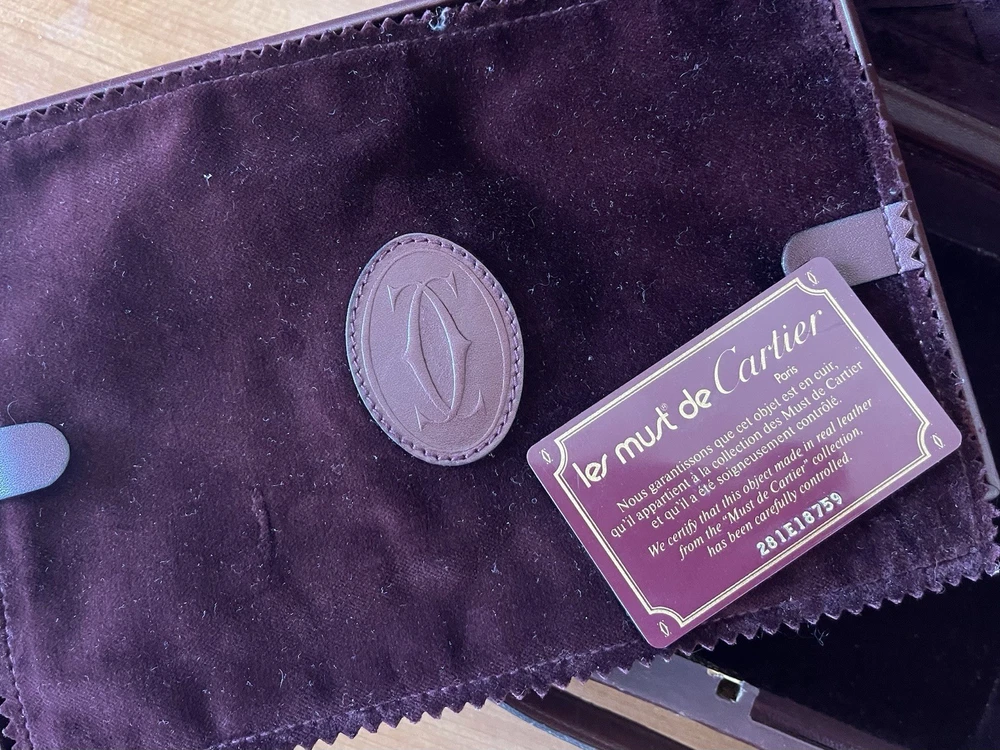 les must de Cartier
Paris
Nous garantissons que cet objet est en cuir,
qu'il appartient à la collection des Must de Cartier
et qu'il a été soigneusement contrôlé.
We certify that this object made in real leather
from the "Must de Cartier" collection,
has been carefully controlled.
281E18759